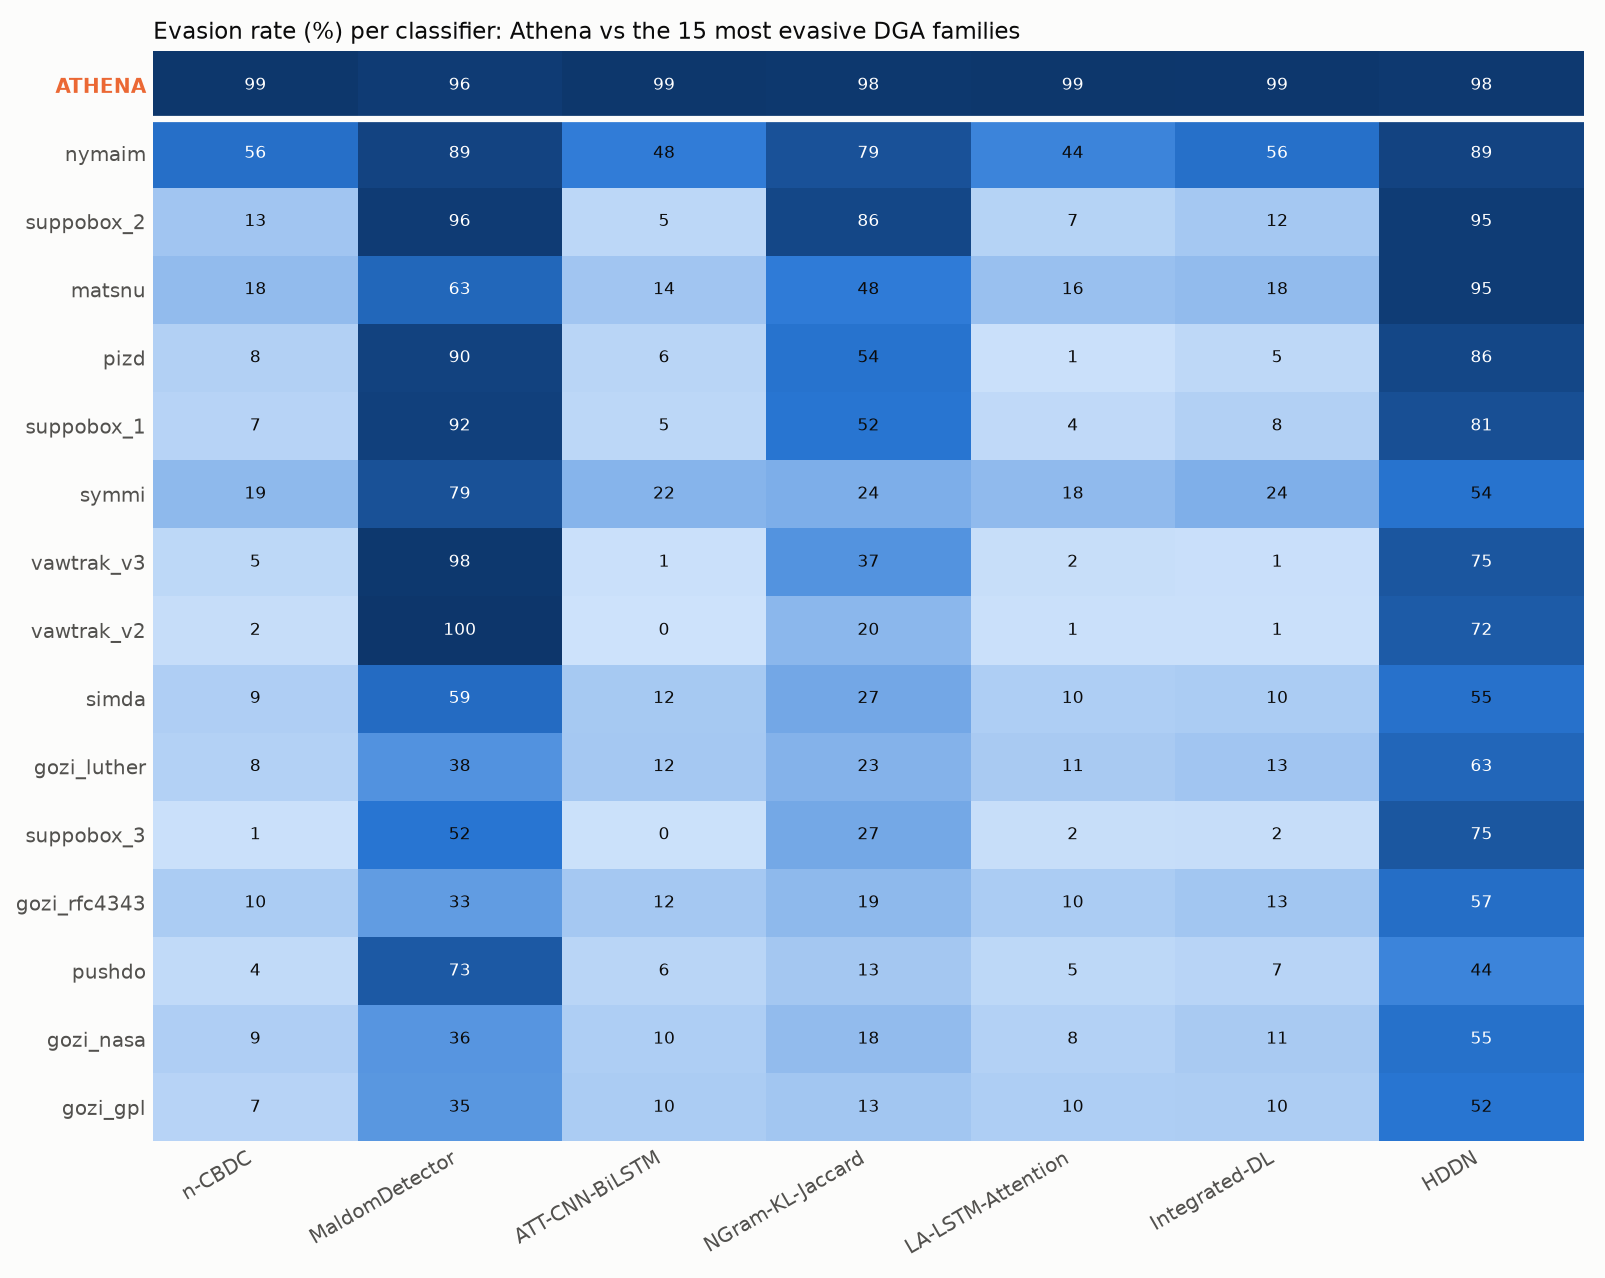 Evasion rate (%) per classifier: Athena vs the 15 most evasive DGA families
ATHENA 99 96 99 98 99 99 98
nymaim 56 89 48 79 44 56 89
suppobox_2 13 96 5 86 7 12 95
matsnu 18 63 14 48 16 18 95
pizd 8 90 6 54 1 5 86
suppobox_1 7 92 5 52 4 8 81
symmi 19 79 22 24 18 24 54
vawtrak_v3 5 98 1 37 2 1 75
vawtrak_v2 2 100 0 20 1 1 72
simda 9 59 12 27 10 10 55
gozi_luther 8 38 12 23 11 13 63
suppobox_3 1 52 0 27 2 2 75
gozi_rfc4343 10 33 12 19 10 13 57
pushdo 4 73 6 13 5 7 44
gozi_nasa 9 36 10 18 8 11 55
gozi_gpl 7 35 10 13 10 10 52
n-CBDC MaldomDetector ATT-CNN-BiLSTM NGram-KL-Jaccard LA-LSTM-Attention Integrated-DL HDDN